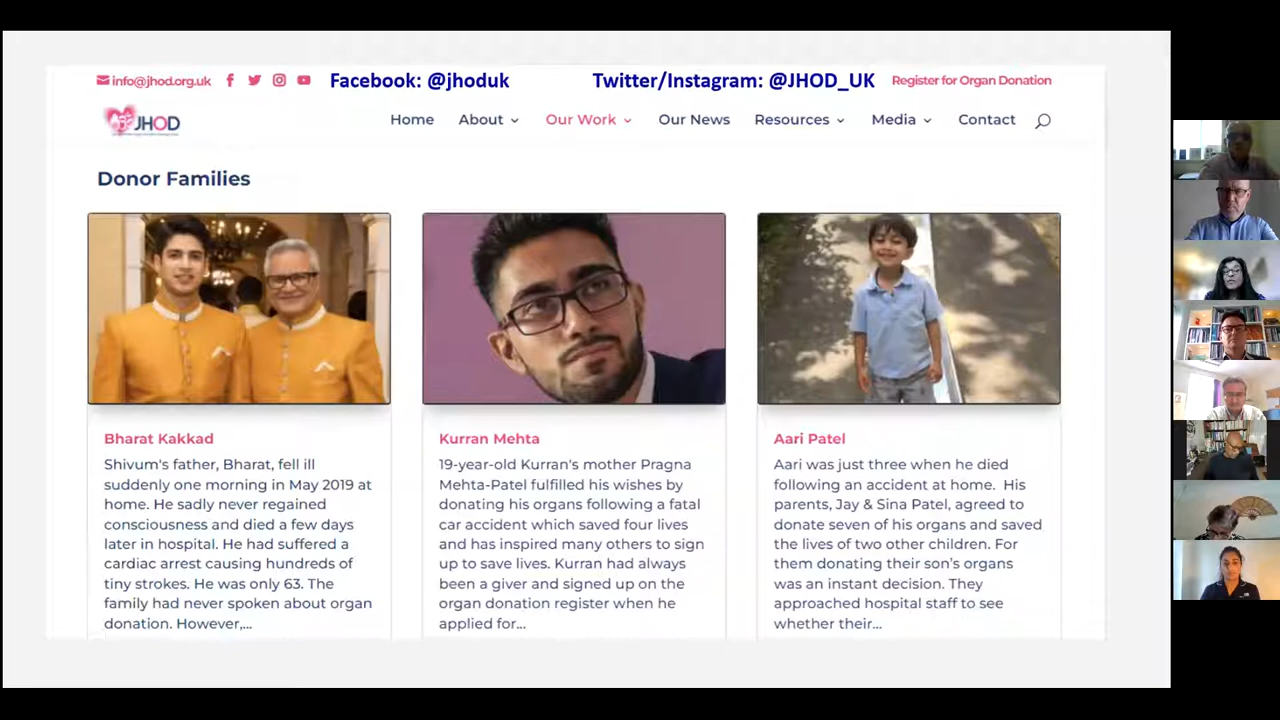 info@jhod.org.uk Facebook: @jhoduk Twitter/Instagram: @JHOD_UK Register for Organ Donation
JHOD Home About Our Work Our News Resources Media Contact
Donor Families
Bharat Kakkad
Shivum's father, Bharat, fell ill
suddenly one morning in May 2019 at
home. He sadly never regained
consciousness and died a few days
later in hospital. He had suffered a
cardiac arrest causing hundreds of
tiny strokes. He was only 63. The
family had never spoken about organ
donation. However,...
Kurran Mehta
19-year-old Kurran's mother Pragna
Mehta-Patel fulfilled his wishes by
donating his organs following a fatal
car accident which saved four lives
and has inspired many others to sign
up to save lives. Kurran had always
been a giver and signed up on the
organ donation register when he
applied for...
Aari Patel
Aari was just three when he died
following an accident at home. His
parents, Jay & Sina Patel, agreed to
donate seven of his organs and saved
the lives of two other children. For
them donating their son's organs
was an instant decision. They
approached hospital staff to see
whether their...